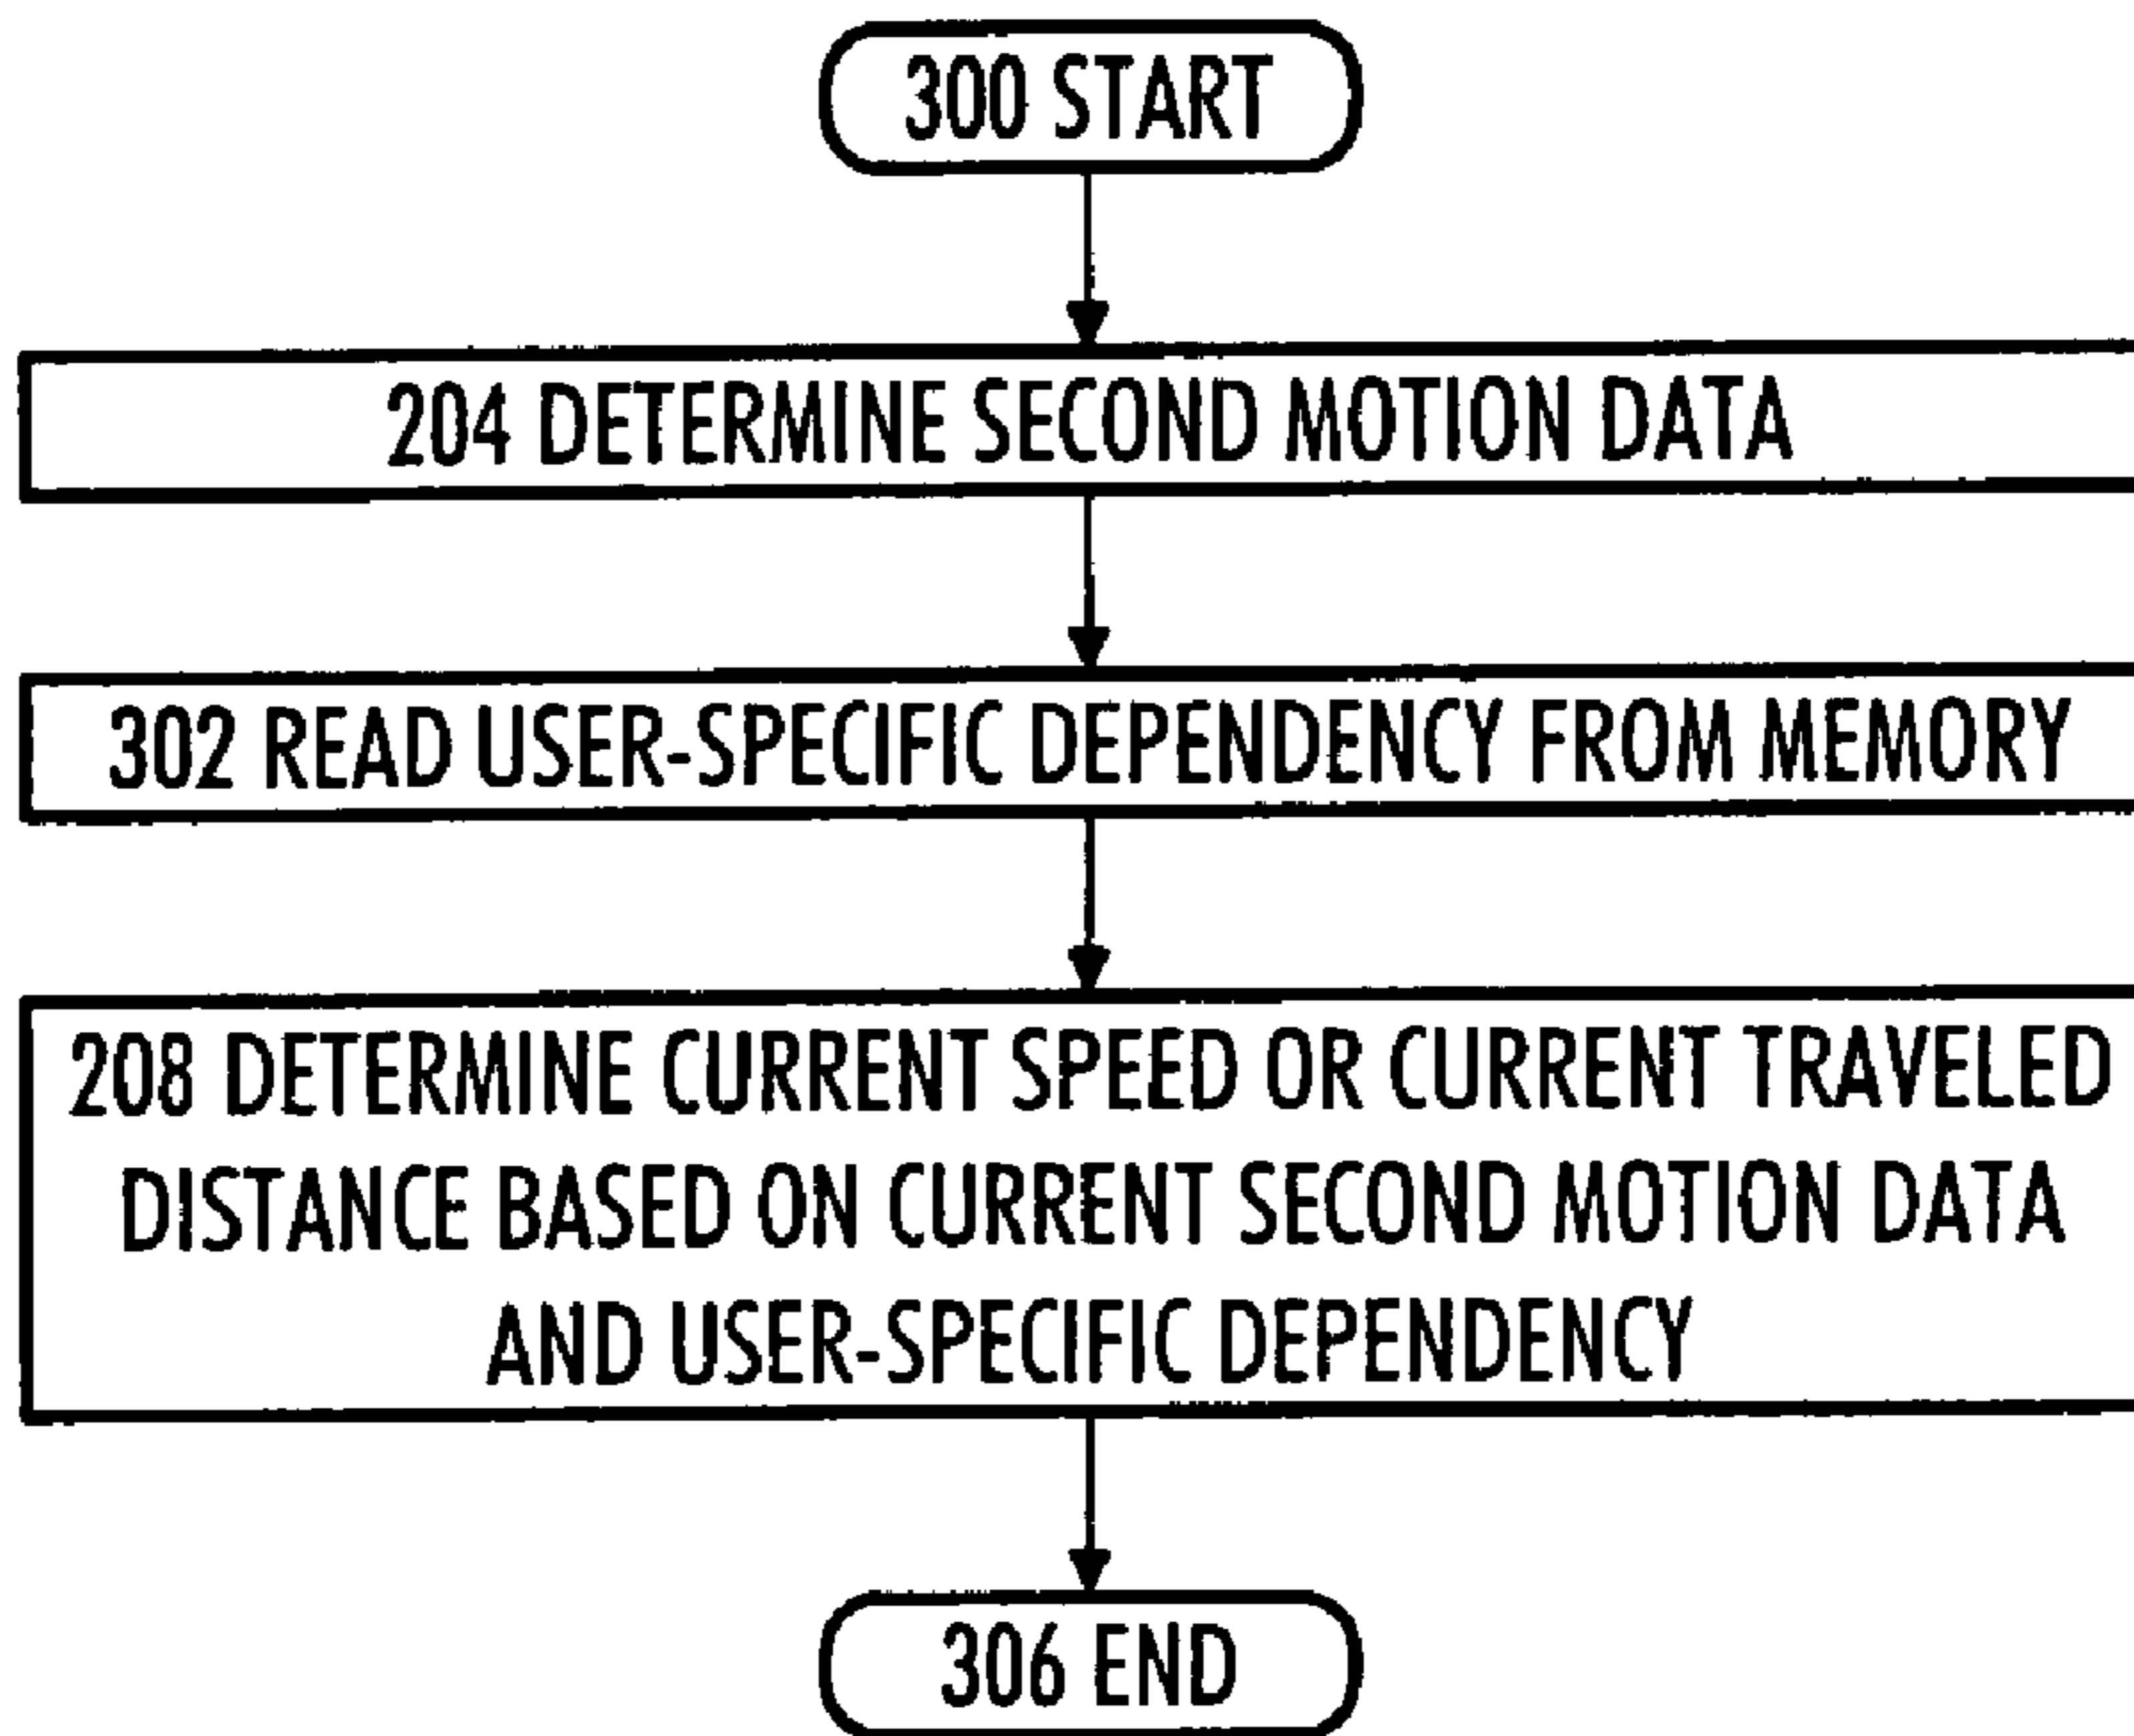 300 START
204 DETERMINE SECOND MOTION DATA
302 READ USER-SPECIFIC DEPENDENCY FROM MEMORY
208 DETERMINE CURRENT SPEED OR CURRENT TRAVELED
DISTANCE BASED ON CURRENT SECOND MOTION DATA
AND USER-SPECIFIC DEPENDENCY
306 END